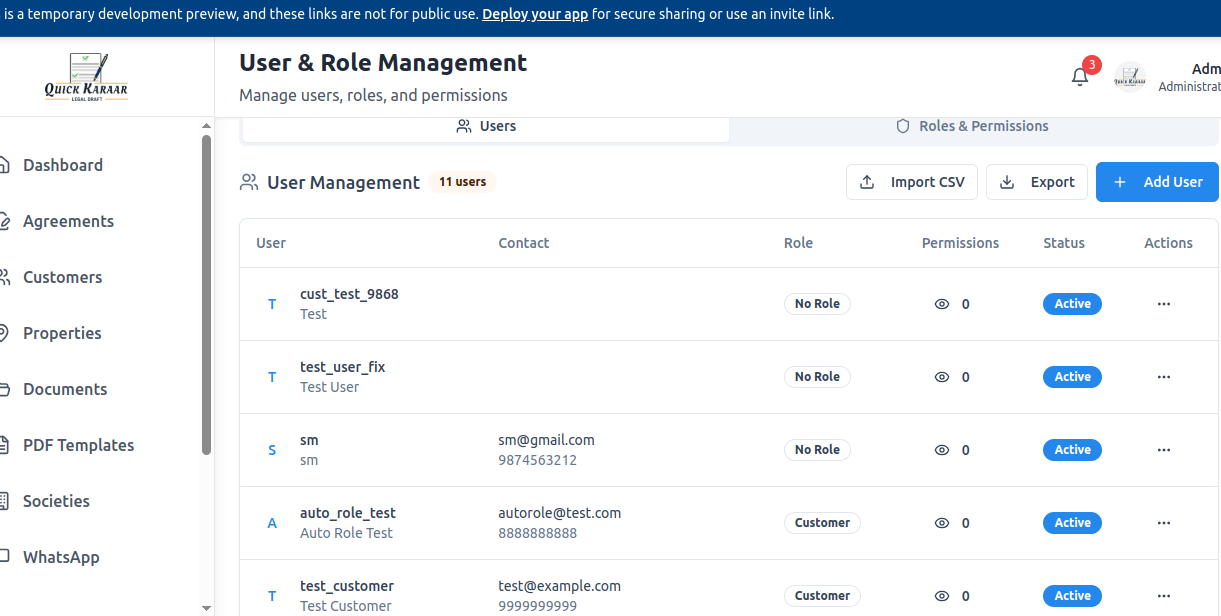 is a temporary development preview, and these links are not for public use. Deploy your app for secure sharing or use an invite link.
QUICK KARAAR
LEGAL DRAFT
User & Role Management
Manage users, roles, and permissions
3
Adm
Administrat
Dashboard
Agreements
Customers
Properties
Documents
PDF Templates
Societies
WhatsApp
Users
Roles & Permissions
User Management 11 users
Import CSV
Export
+ Add User
User Contact Role Permissions Status Actions
T cust_test_9868 No Role 0 Active ...
Test
T test_user_fix No Role 0 Active ...
Test User
S sm sm@gmail.com No Role 0 Active ...
sm 9874563212
A auto_role_test autorole@test.com Customer 0 Active ...
Auto Role Test 8888888888
T test_customer test@example.com Customer 0 Active ...
Test Customer 9999999999